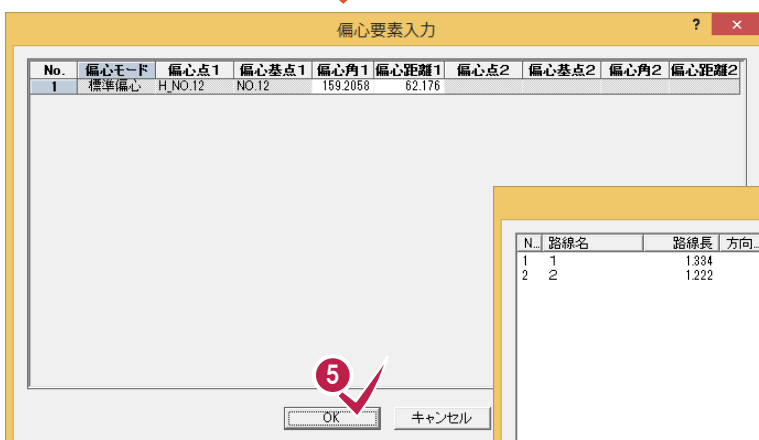 偏心要素入力 ? ×
No. 偏心モード 偏心点1 偏心基点1 偏心角1 偏心距離1 偏心点2 偏心基点2 偏心角2 偏心距離2
1 標準偏心 H_NO.12 NO.12 159.2058 62.176
N... 路線名 路線長 方向...
1 1 1.334
2 2 1.222
5
OK キャンセル